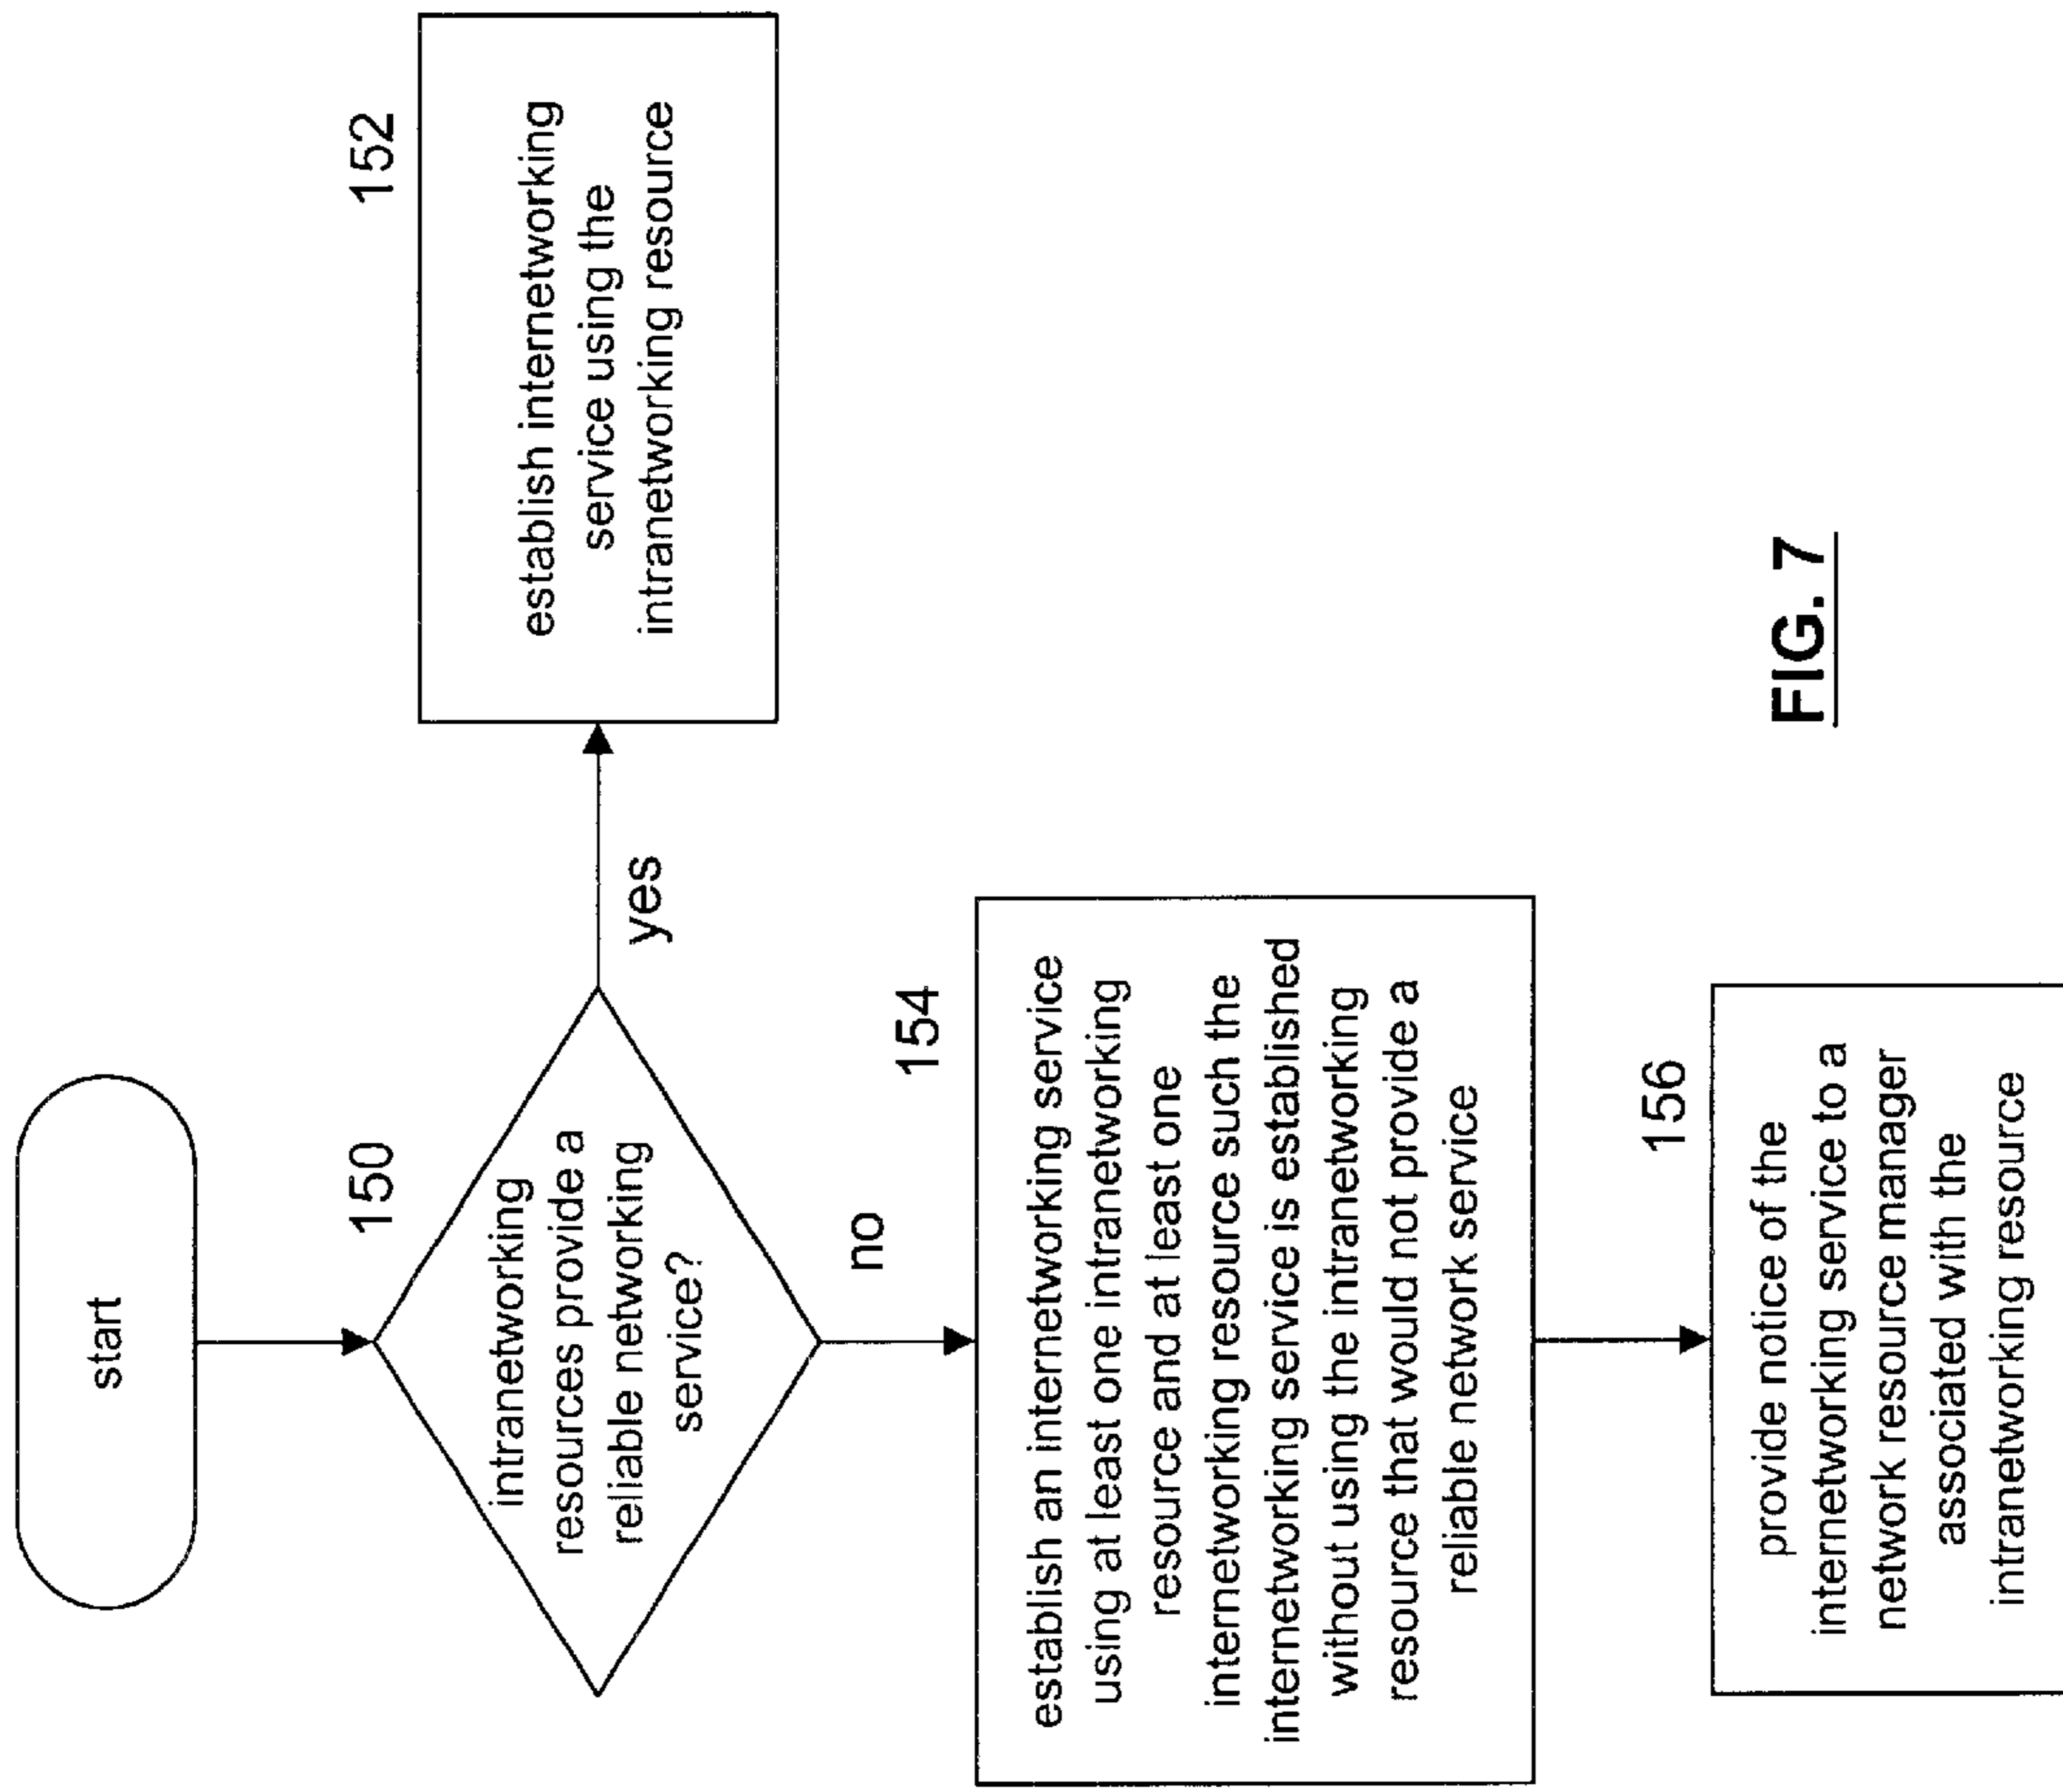 start
150
intranetworking
resources provide a
reliable networking
service?
yes
152
establish internetworking
service using the
intranetworking resource
no
154
establish an internetworking service
using at least one intranetworking
resource and at least one
internetworking resource such the
internetworking service is established
without using the intranetworking
resource that would not provide a
reliable network service
156
provide notice of the
internetworking service to a
network resource manager
associated with the
intranetworking resource
FIG. 7